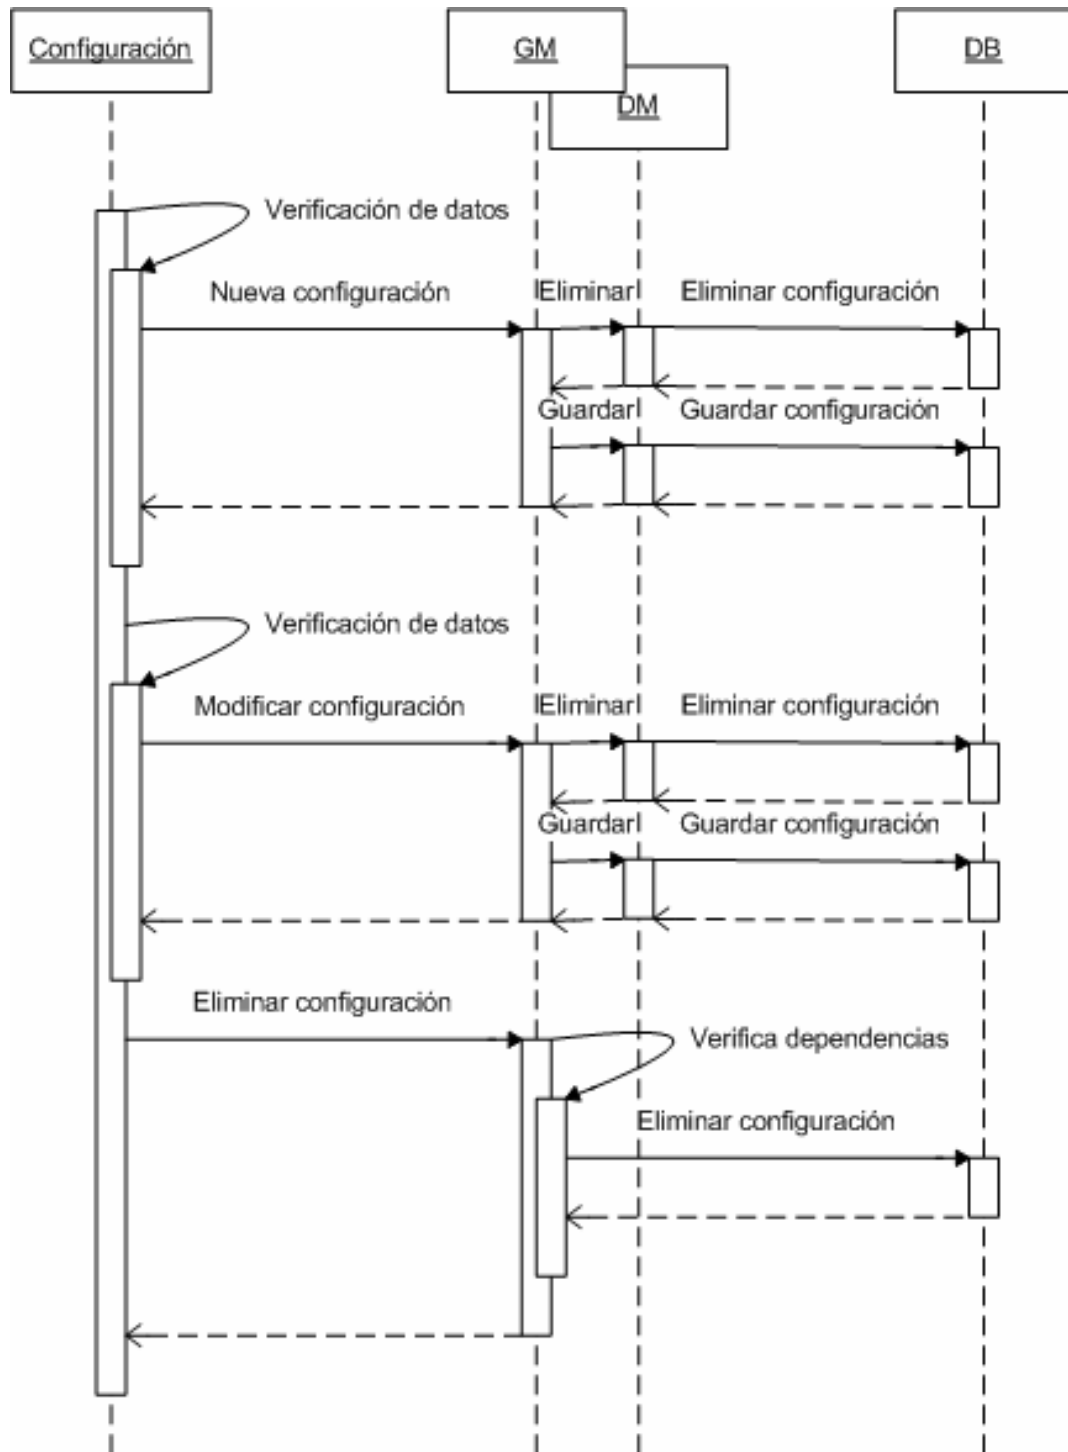 Configuración
GM
DB
DM
Verificación de datos
Nueva configuración
Eliminar
Eliminar configuración
Guardar
Guardar configuración
Verificación de datos
Modificar configuración
Eliminar
Eliminar configuración
Guardar
Guardar configuración
Eliminar configuración
Verifica dependencias
Eliminar configuración